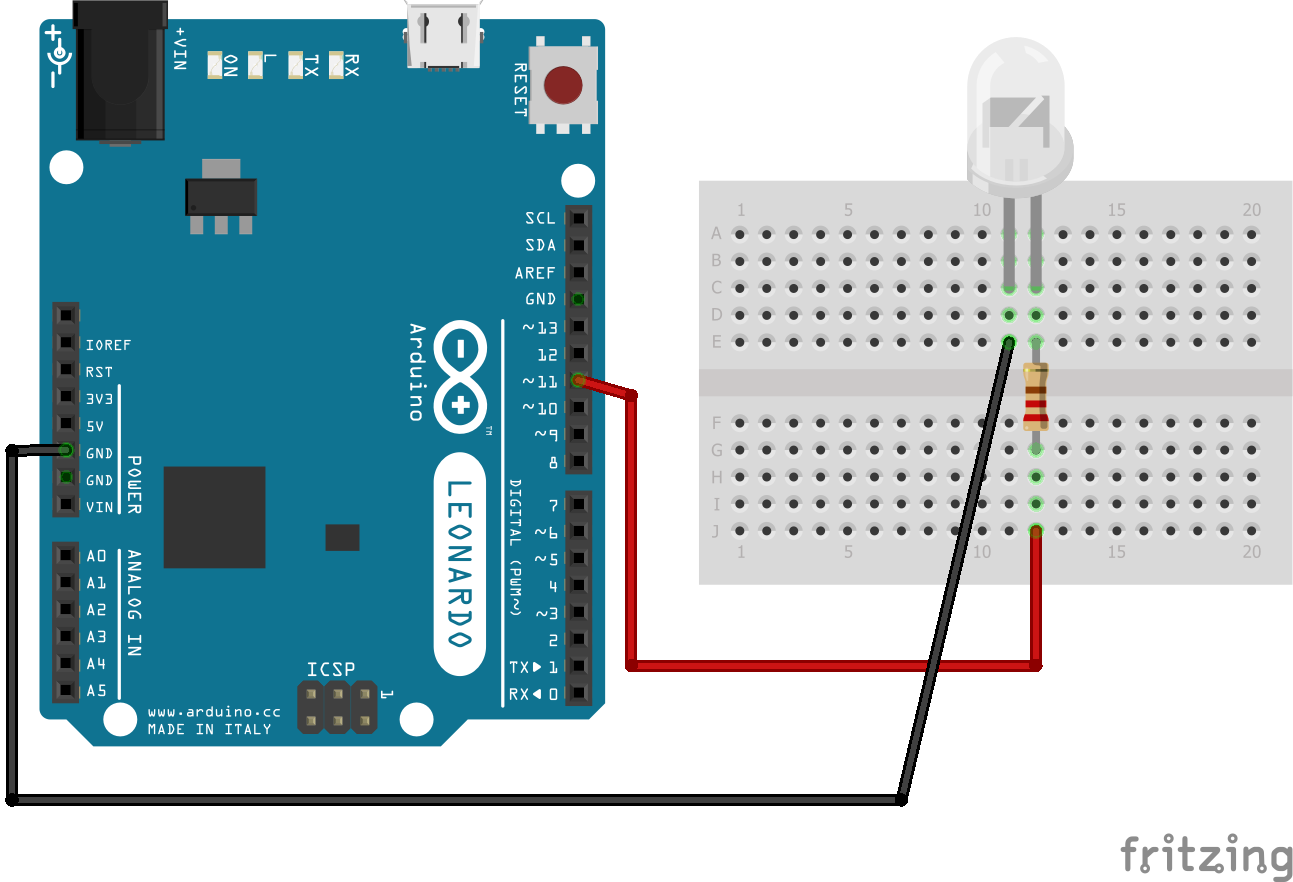 +VIN
ON
L
TX
RX
RESET
SCL
SDA
AREF
GND
~13
12
~11
~10
~9
8
IOREF
RST
3V3
5V
GND
GND
VIN
POWER
A0
A1
A2
A3
A4
A5
ANALOG IN
Arduino
TM
LEONARDO
DIGITAL (PWM~)
7
~6
~5
4
~3
2
TX▶ 1
RX◀ 0
ICSP
1
www.arduino.cc
MADE IN ITALY
1 5 10 15 20
A
B
C
D
E
F
G
H
I
J
1 5 10 15 20
fritzing